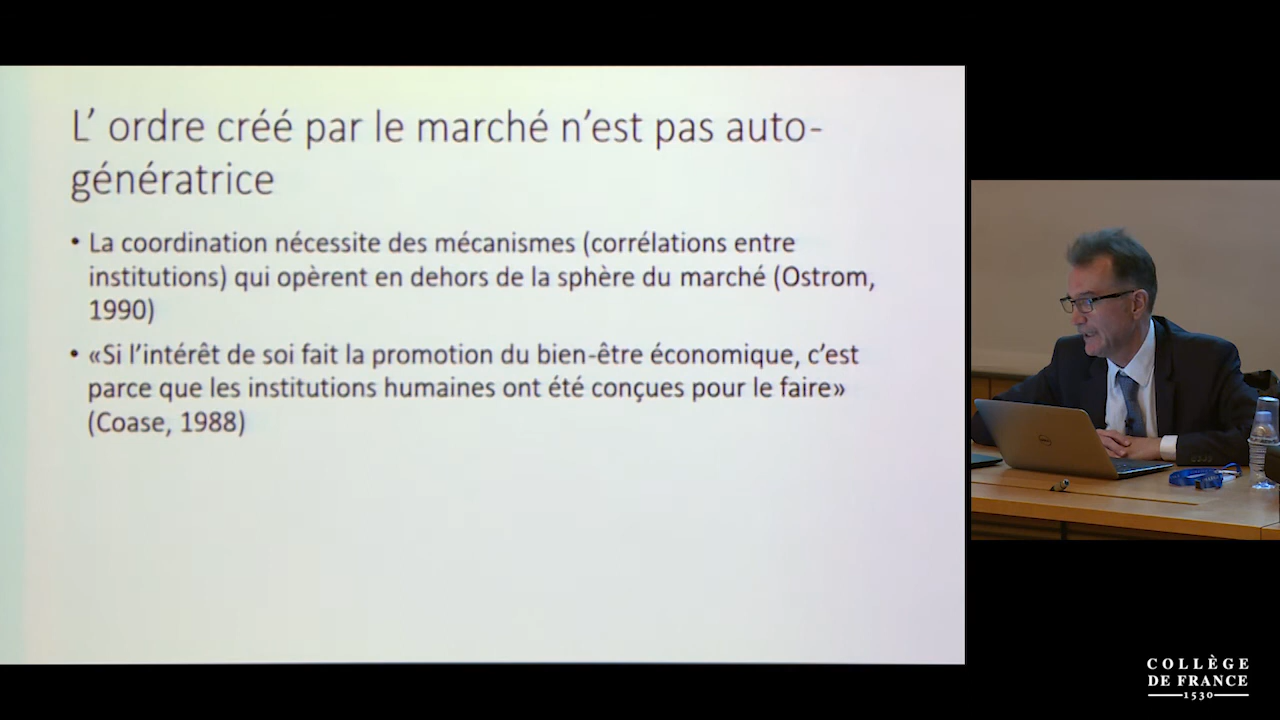 L’ ordre créé par le marché n’est pas auto-
génératrice
• La coordination nécessite des mécanismes (corrélations entre
institutions) qui opèrent en dehors de la sphère du marché (Ostrom,
1990)
• «Si l’intérêt de soi fait la promotion du bien-être économique, c’est
parce que les institutions humaines ont été conçues pour le faire»
(Coase, 1988)
COLLÈGE
DE FRANCE
1530